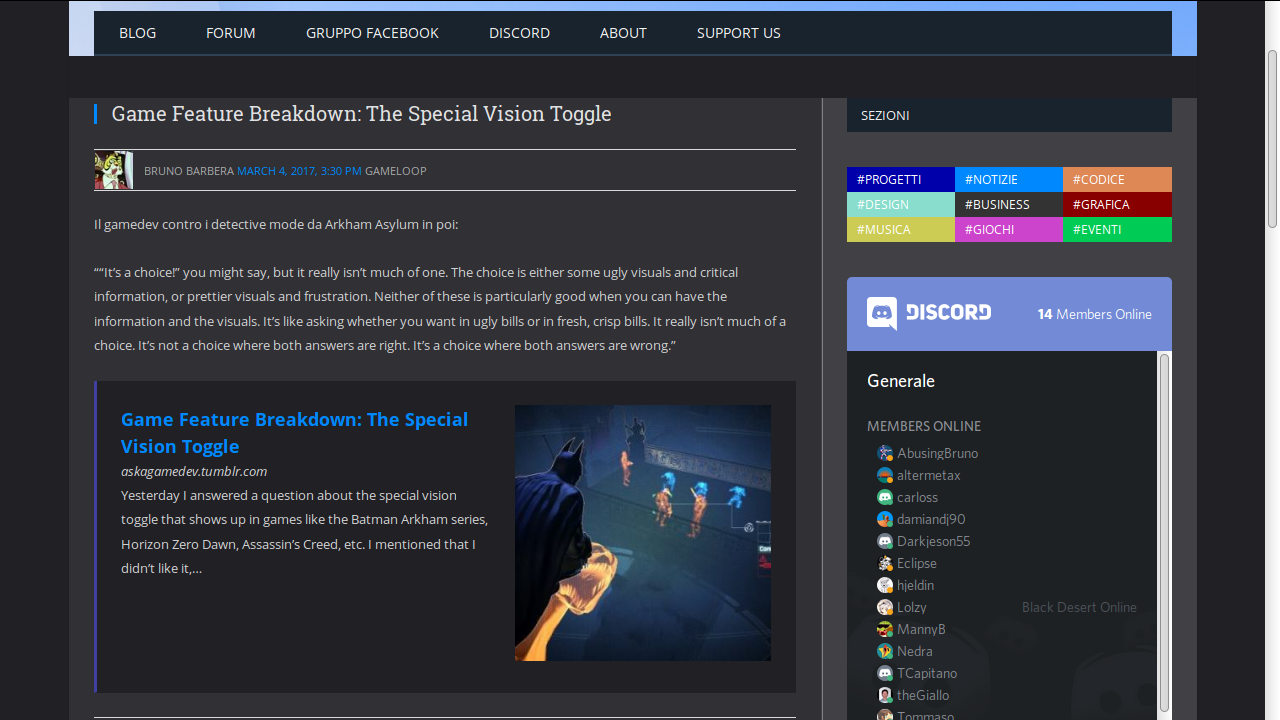 BLOG FORUM GRUPPO FACEBOOK DISCORD ABOUT SUPPORT US
Game Feature Breakdown: The Special Vision Toggle
BRUNO BARBERA MARCH 4, 2017, 3:30 PM GAMELOOP
Il gamedev contro i detective mode da Arkham Asylum in poi:
““It’s a choice!” you might say, but it really isn’t much of one. The choice is either some ugly visuals and critical
information, or prettier visuals and frustration. Neither of these is particularly good when you can have the
information and the visuals. It’s like asking whether you want in ugly bills or in fresh, crisp bills. It really isn’t much of a
choice. It’s not a choice where both answers are right. It’s a choice where both answers are wrong.”
Game Feature Breakdown: The Special
Vision Toggle
askagamedev.tumblr.com
Yesterday I answered a question about the special vision
toggle that shows up in games like the Batman Arkham series,
Horizon Zero Dawn, Assassin’s Creed, etc. I mentioned that I
didn’t like it,...
SEZIONI
#PROGETTI #NOTIZIE #CODICE
#DESIGN #BUSINESS #GRAFICA
#MUSICA #GIOCHI #EVENTI
DISCORD 14 Members Online
Generale
MEMBERS ONLINE
AbusingBruno
altermetax
carloss
damiandj90
Darkjeson55
Eclipse
hjeldin
Lolzy Black Desert Online
MannyB
Nedra
TCapitano
theGiallo
Tommaso